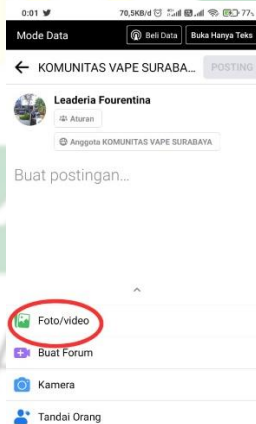 0:01
70,5KB/d
77%
Mode Data
Beli Data
Buka Hanya Teks
KOMUNITAS VAPE SURABA...
POSTING
Leaderia Fourentina
Aturan
Anggota KOMUNITAS VAPE SURABAYA
Buat postingan...
Foto/video
Buat Forum
Kamera
Tandai Orang